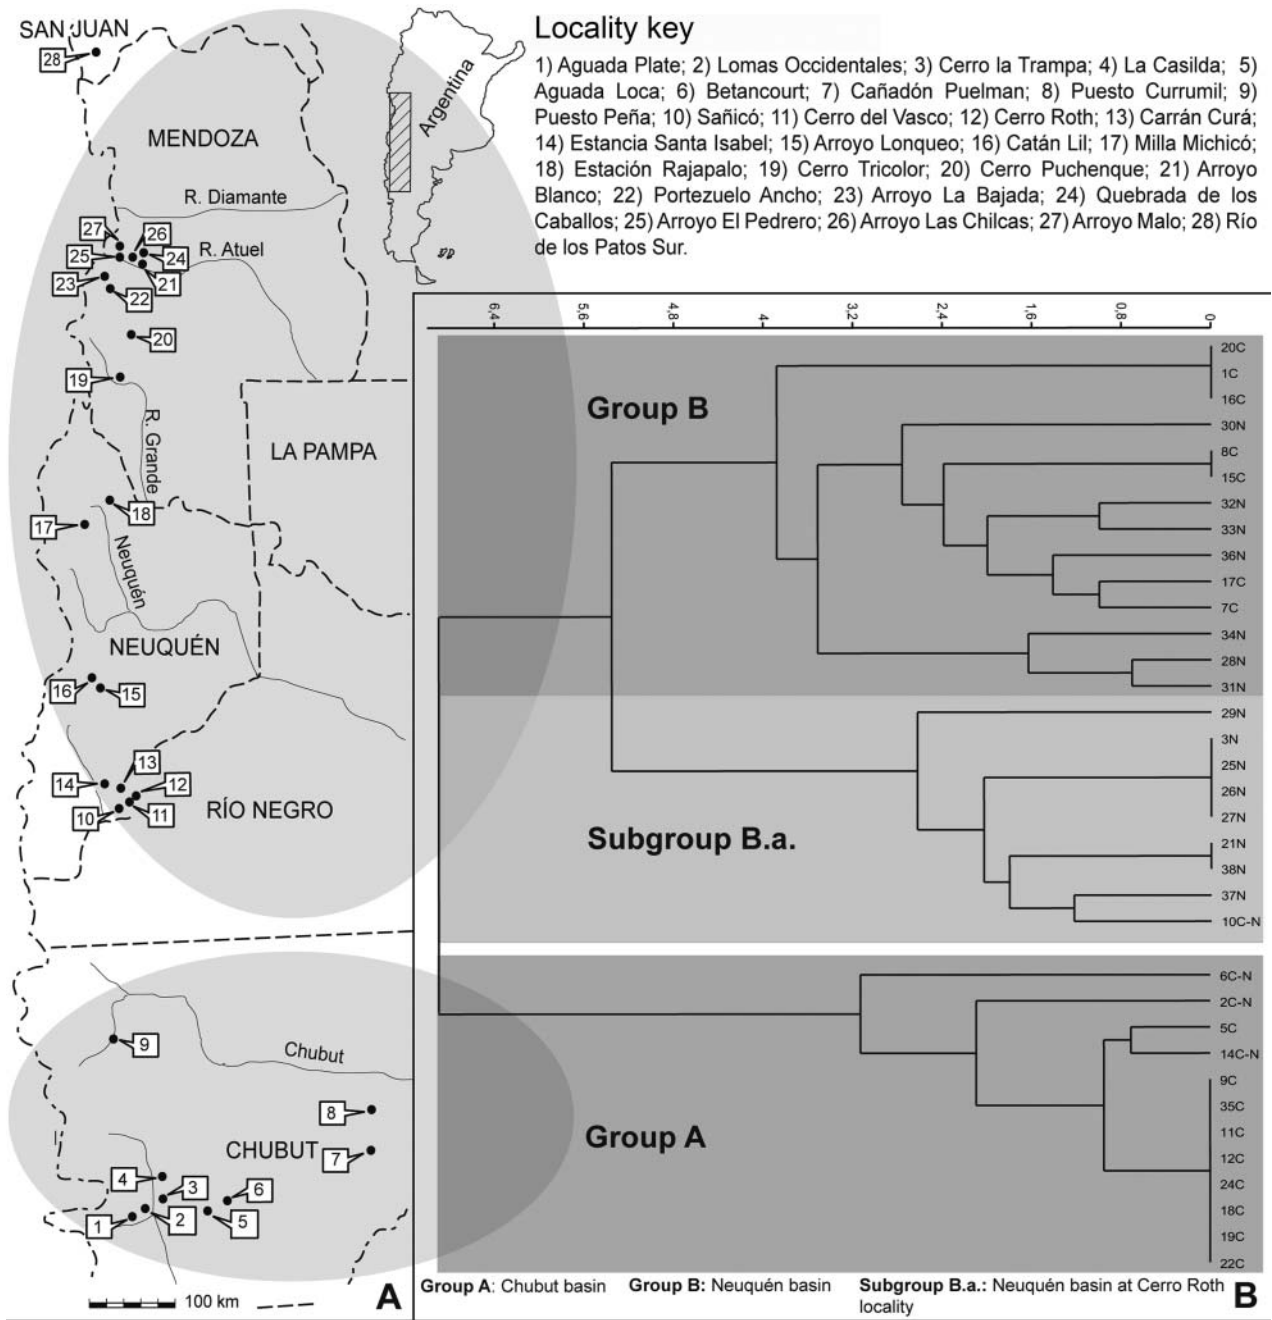 SAN JUAN
28
MENDOZA
R. Diamante
27
26
R. Atuel
25
24
23
21
22
20
19
R. Grande
LA PAMPA
18
17
Neuquén
NEUQUÉN
16
15
13
14
12
RÍO NEGRO
10
11
9
Chubut
8
CHUBUT
7
4
3
6
1
2
5
100 km
A
Argentina
Locality key
1) Aguada Plate; 2) Lomas Occidentales; 3) Cerro la Trampa; 4) La Casilda; 5)
Aguada Loca; 6) Betancourt; 7) Cañadón Puelman; 8) Puesto Currumil; 9)
Puesto Peña; 10) Sañicó; 11) Cerro del Vasco; 12) Cerro Roth; 13) Carrán Curá;
14) Estancia Santa Isabel; 15) Arroyo Lonqueo; 16) Catán Lil; 17) Milla Michicó;
18) Estación Rajapalo; 19) Cerro Tricolor; 20) Cerro Puchenque; 21) Arroyo
Blanco; 22) Portezuelo Ancho; 23) Arroyo La Bajada; 24) Quebrada de los
Caballos; 25) Arroyo El Pedrero; 26) Arroyo Las Chilcas; 27) Arroyo Malo; 28) Río
de los Patos Sur.
6,4 5,6 4,8 4 3,2 2,4 1,6 0,8 0
20C
1C
16C
Group B
30N
8C
15C
32N
33N
36N
17C
7C
34N
28N
31N
29N
3N
25N
26N
27N
Subgroup B.a.
21N
38N
37N
10C-N
6C-N
2C-N
5C
14C-N
9C
35C
11C
Group A
12C
24C
18C
19C
22C
Group A: Chubut basin Group B: Neuquén basin Subgroup B.a.: Neuquén basin at Cerro Roth
locality
B